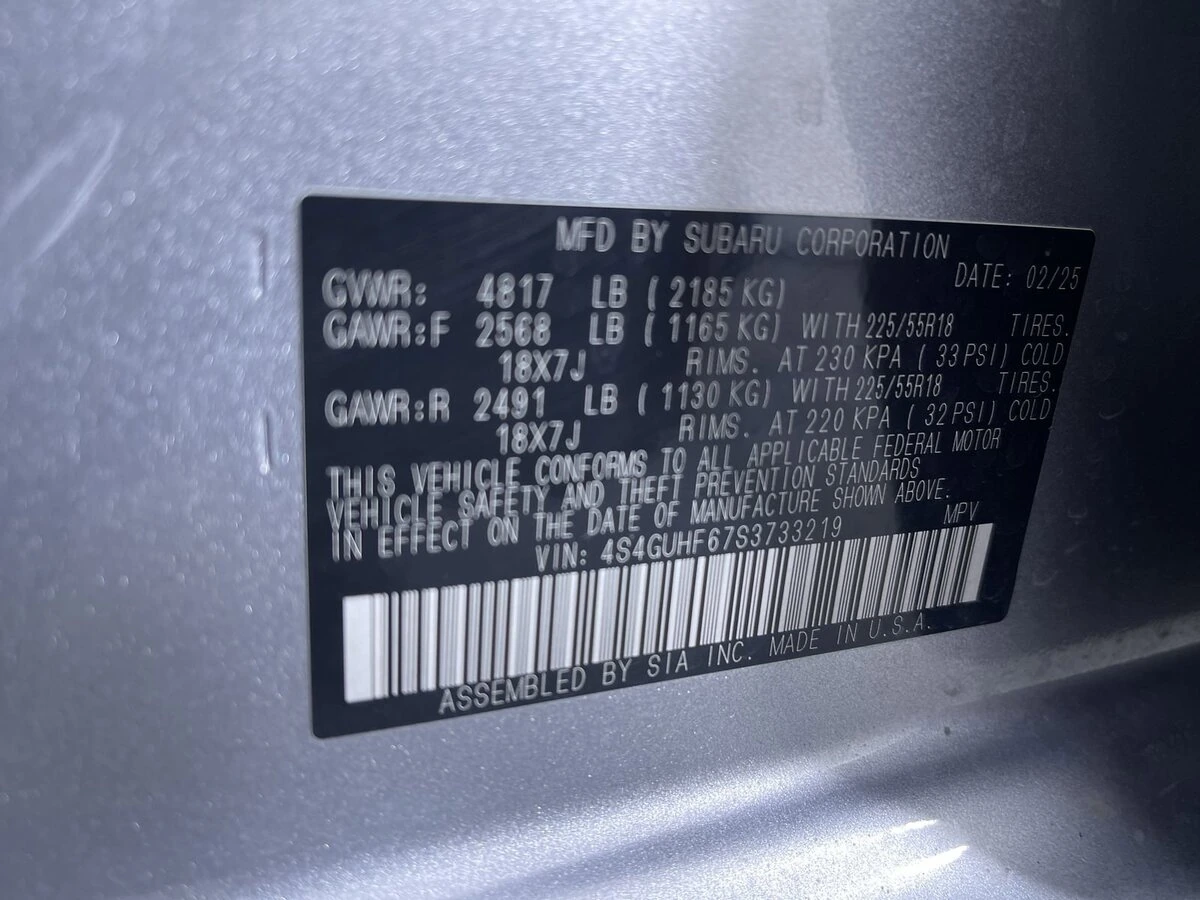 MFD BY SUBARU CORPORATION
DATE: 02/25
GVWR: 4817 LB (2185 KG)
GAWR:F 2568 LB (1165 KG) WITH 225/55R18 TIRES.
18X7J RIMS. AT 230 KPA (33 PSI) COLD
GAWR:R 2491 LB (1130 KG) WITH 225/55R18 TIRES.
18X7J RIMS. AT 220 KPA (32 PSI) COLD
THIS VEHICLE CONFORMS TO ALL APPLICABLE FEDERAL MOTOR
VEHICLE SAFETY AND THEFT PREVENTION STANDARDS
IN EFFECT ON THE DATE OF MANUFACTURE SHOWN ABOVE.
VIN: 4S4GUHF67S3733219 MPV
ASSEMBLED BY SIA INC. MADE IN U.S.A.